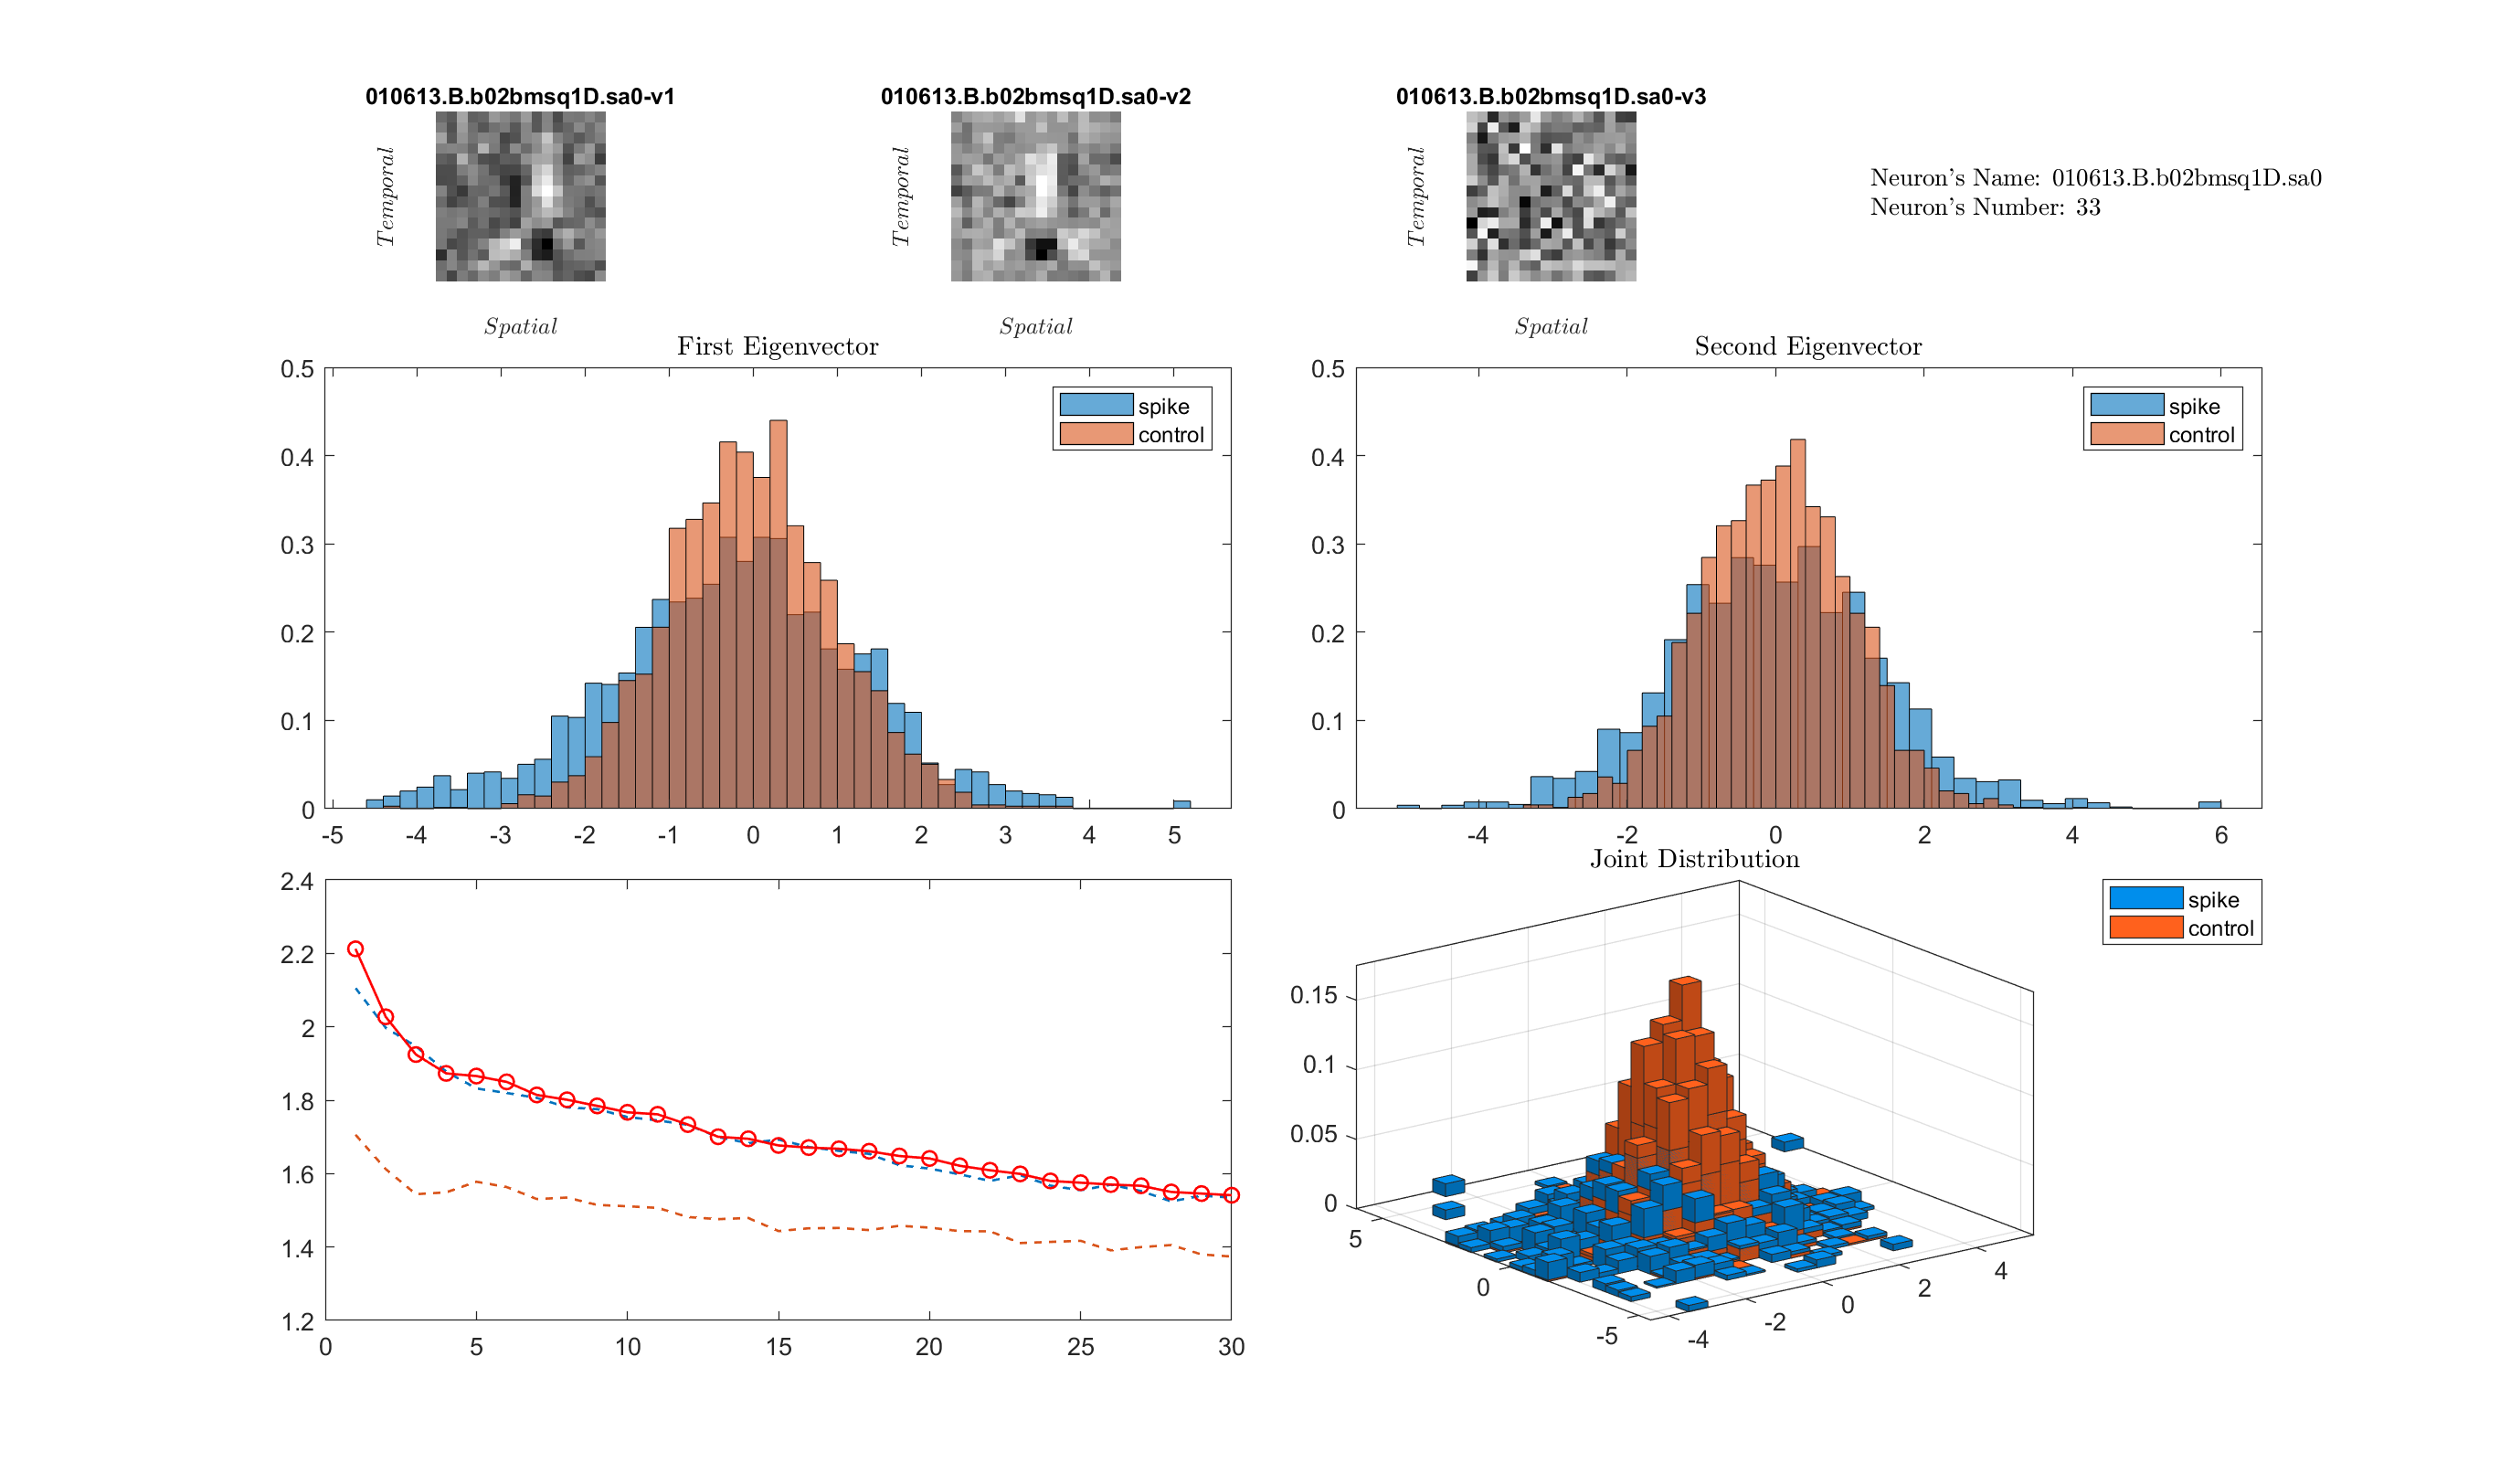 010613.B.b02bmsq1D.sa0-v1
010613.B.b02bmsq1D.sa0-v2
010613.B.b02bmsq1D.sa0-v3
Temporal
Temporal
Temporal
Neuron's Name: 010613.B.b02bmsq1D.sa0
Neuron's Number: 33
Spatial
Spatial
Spatial
First Eigenvector
0.5
0.4
0.3
0.2
0.1
0
-5 -4 -3 -2 -1 0 1 2 3 4 5
spike
control
Second Eigenvector
0.5
0.4
0.3
0.2
0.1
0
-4 -2 0 2 4 6
spike
control
2.4
2.2
2
1.8
1.6
1.4
1.2
0 5 10 15 20 25 30
Joint Distribution
spike
control
0.15
0.1
0.05
0
5
0
-5
-4
-2
0
2
4